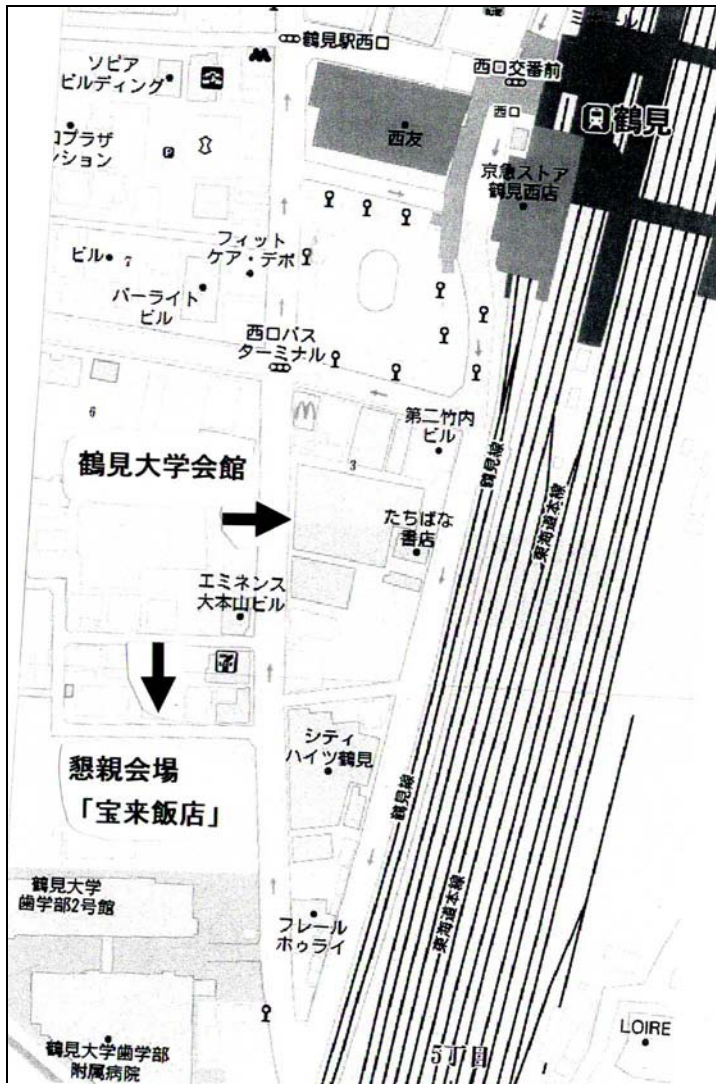 鶴見駅西口
ミナール
ソピア
ビルディング
西口交番前
西口
鶴見
西友
ロプラザ
ンション
P
京急ストア
鶴見西店
フィット
ケア・デポ
ビル
7
バーライト
ビル
西口バス
ターミナル
6
第二竹内
ビル
鶴見大学会館
3
鶴見線
東海道本線
たちばな
書店
エミネンス
大本山ビル
シティ
ハイツ鶴見
懇親会場
「宝来飯店」
鶴見線
東海道本線
鶴見大学
歯学部2号館
フレール
ホゥライ
LOIRE
鶴見大学歯学部
附属病院
5丁目